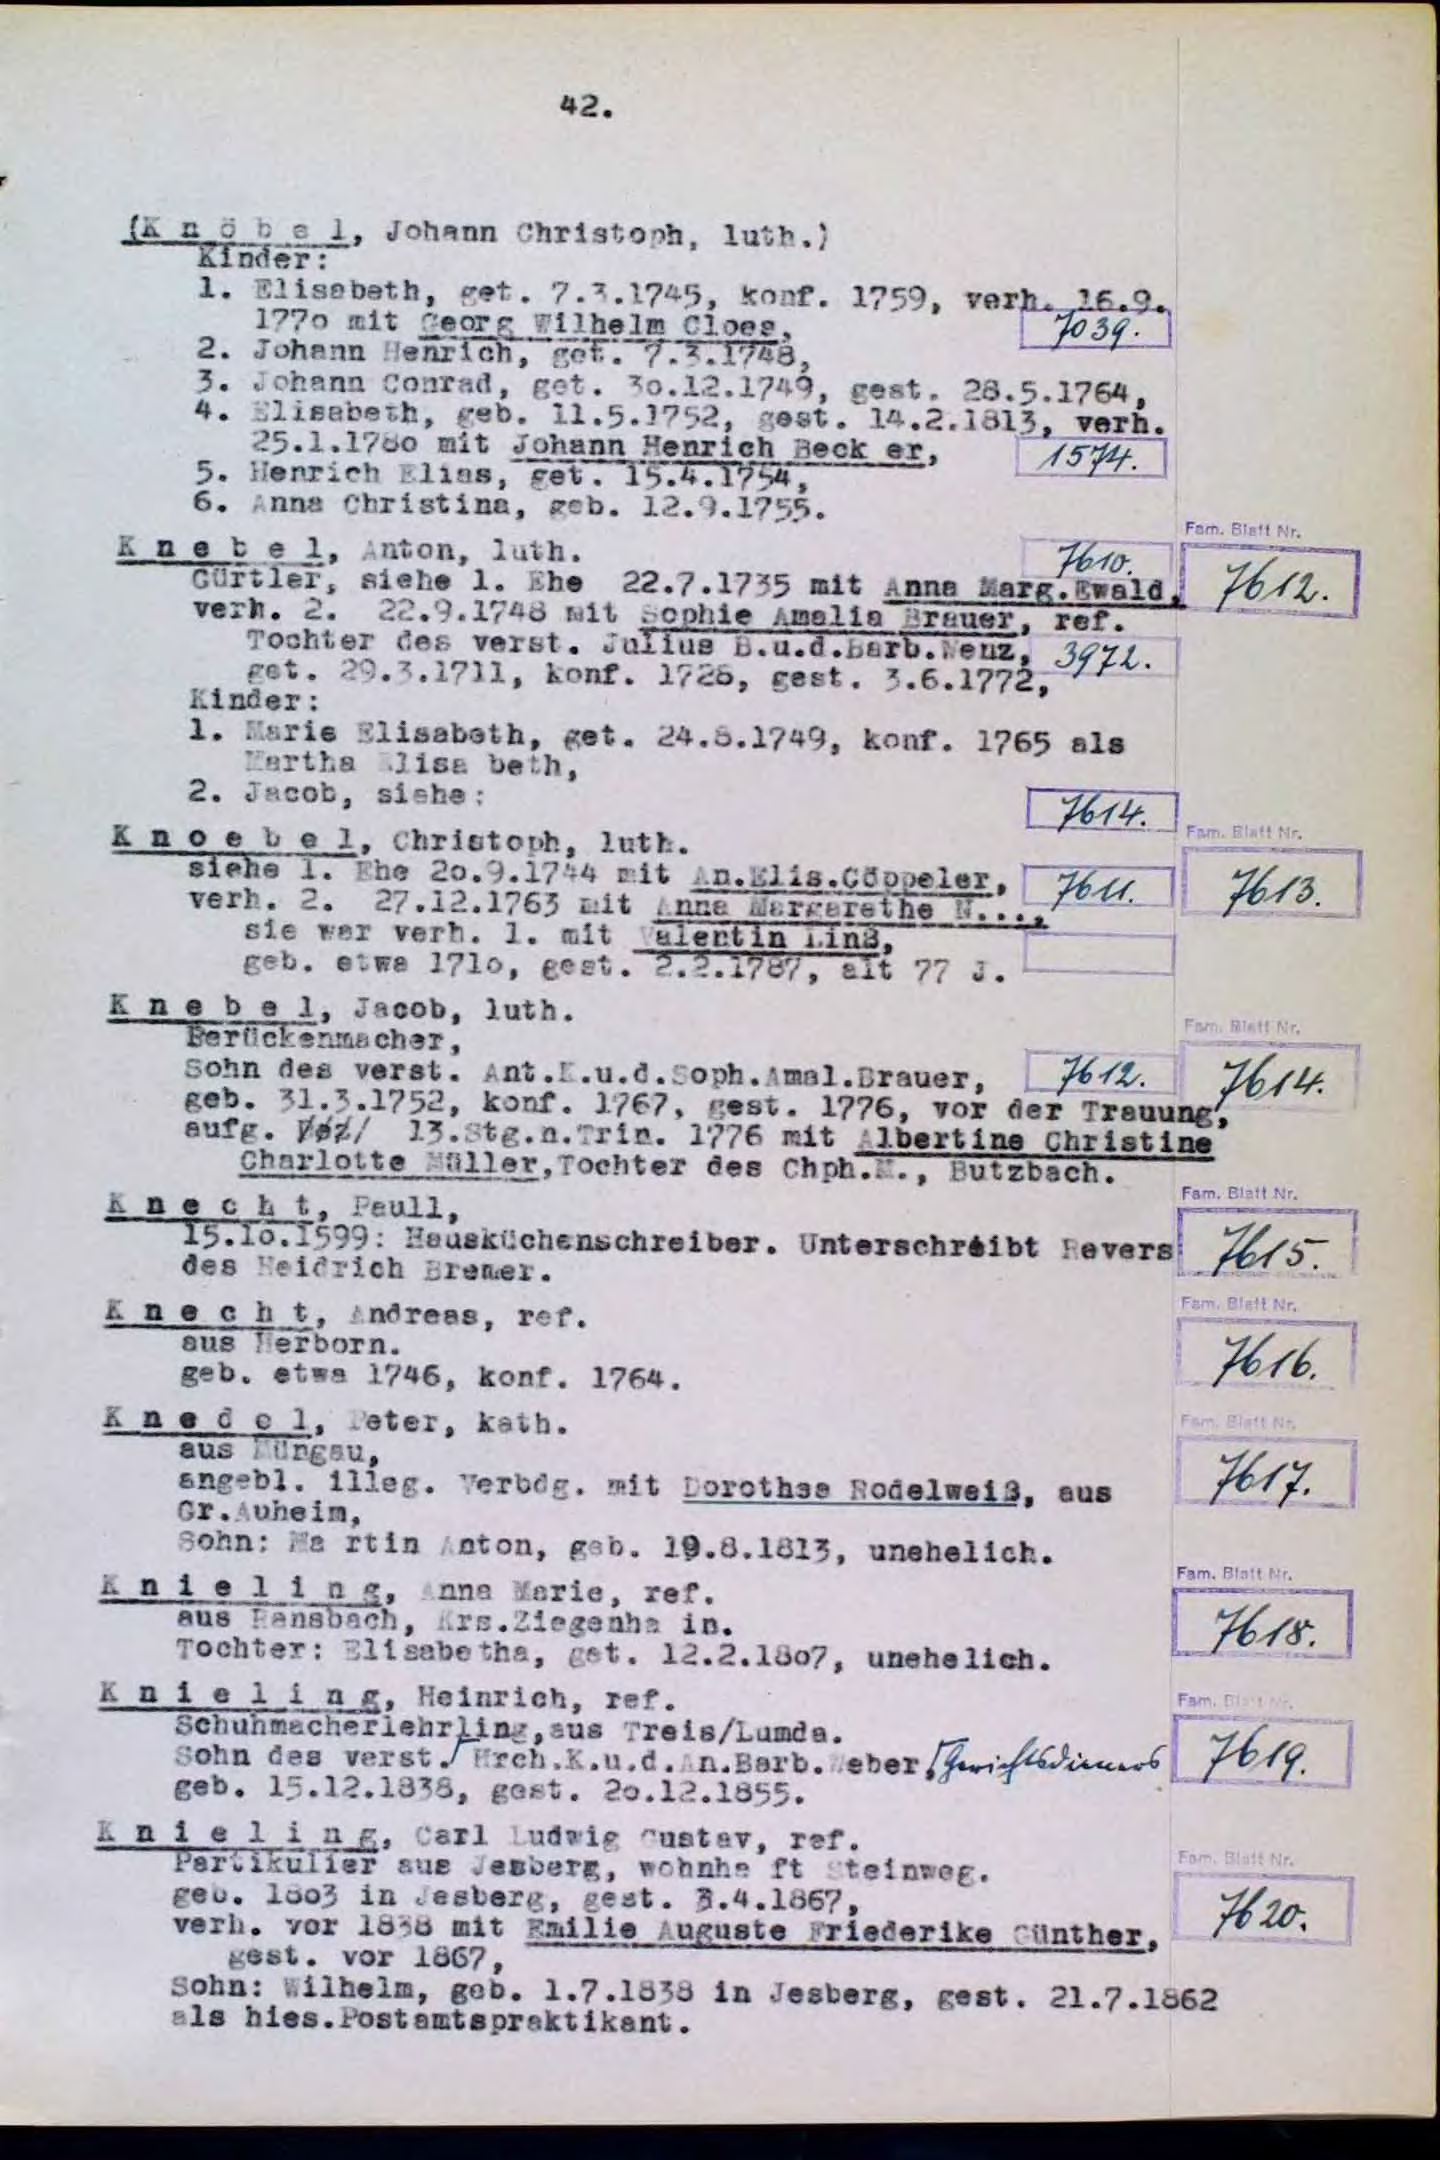 42.
(K n ö b e l, Johann Christoph, luth.)
Kinder:
1. Elisabeth, get. 7.3.1745, konf. 1759, verh. 16.9.
177o mit Georg Wilhelm Cloes, 7039.
2. Johann Henrich, get. 7.3.1748,
3. Johann Conrad, get. 3o.12.1749, gest. 28.5.1764,
4. Elisabeth, geb. 11.5.1752, gest. 14.2.1813, verh.
25.1.178o mit Johann Henrich Beck er, 1574.
5. Henrich Elias, get. 15.4.1754,
6. Anna Christina, geb. 12.9.1755.
Fam. Blatt Nr.
K n e b e l, Anton, luth. 7610.
Gürtler, siehe 1. Ehe 22.7.1735 mit Anna Marg.Ewald, 7612.
verh. 2. 22.9.1748 mit Sophie Amalia Brauer, ref.
Tochter des verst. Julius B.u.d.Barb.Wenz, 3972.
get. 29.3.1711, konf. 1728, gest. 3.6.1772,
Kinder:
1. Marie Elisabeth, get. 24.8.1749, konf. 1765 als
Martha Elisa beth,
2. Jacob, siehe: 7614.
Fam. Blatt Nr.
K n o e b e l, Christoph, luth.
siehe 1. Ehe 2o.9.1744 mit An.Elis.Göppeler, 7611. 7613.
verh. 2. 27.12.1763 mit Anna Margarethe N...,
sie war verh. 1. mit Valentin Linß,
geb. etwa 171o, gest. 2.2.1787, alt 77 J.
K n e b e l, Jacob, luth.
Fam. Blatt Nr.
Perückenmacher,
Sohn des verst. Ant.K.u.d.Soph.Amal.Brauer, 7612. 7614.
geb. 31.3.1752, konf. 1767, gest. 1776, vor der Trauung,
aufg. 13.Stg.n.Trin. 1776 mit Albertine Christine
Charlotte Müller,Tochter des Chph.M., Butzbach.
Fam. Blatt Nr.
K n e c h t, Paull,
15.1o.1599: Hausküchenschreiber. Unterschreibt Revers 7615.
des Heidrich Bremer.
Fam. Blatt Nr.
K n e c h t, Andreas, ref.
aus Herborn. 7616.
geb. etwa 1746, konf. 1764.
K n e d e l, Peter, kath.
Fam. Blatt Nr.
aus Müngau,
angebl. illeg. Verbdg. mit Dorothea Rodelweiß, aus 7617.
Gr.Auheim,
Sohn: Ma rtin Anton, geb. 19.8.1813, unehelich.
Fam. Blatt Nr.
K n i e l i n g, Anna Marie, ref.
aus Ransbach, Krs.Ziegenha in. 7618.
Tochter: Elisabetha, get. 12.2.18o7, unehelich.
K n i e l i n g, Heinrich, ref.
Fam. Blatt Nr.
Schuhmacherlehrling,aus Treis/Lumda.
Sohn des verst.⌈ Hrch.K.u.d.An.Barb.Weber, ⌈Gerichtsdieners 7619.
geb. 15.12.1838, gest. 2o.12.1855.
K n i e l i n g, Carl Ludwig Gustav, ref.
Fam. Blatt Nr.
Partikulier aus Jesberg, wohnha ft Steinweg.
geb. 18o3 in Jesberg, gest. 3.4.1867, 7620.
verh. vor 1838 mit Emilie Auguste Friederike Günther,
gest. vor 1867,
Sohn: Wilhelm, geb. 1.7.1838 in Jesberg, gest. 21.7.1862
als hies.Postamtspraktikant.